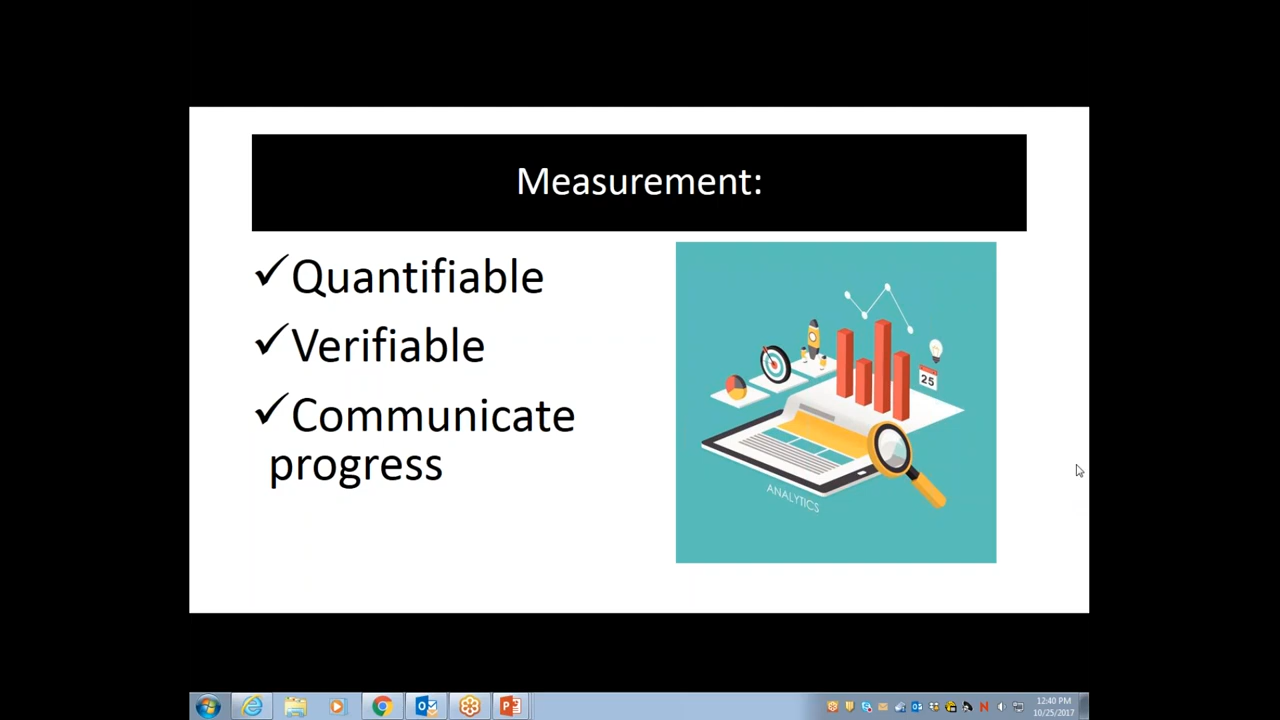 Measurement:
✓Quantifiable
✓Verifiable
✓Communicate
progress
25
ANALYTICS
12:40 PM
10/25/2017